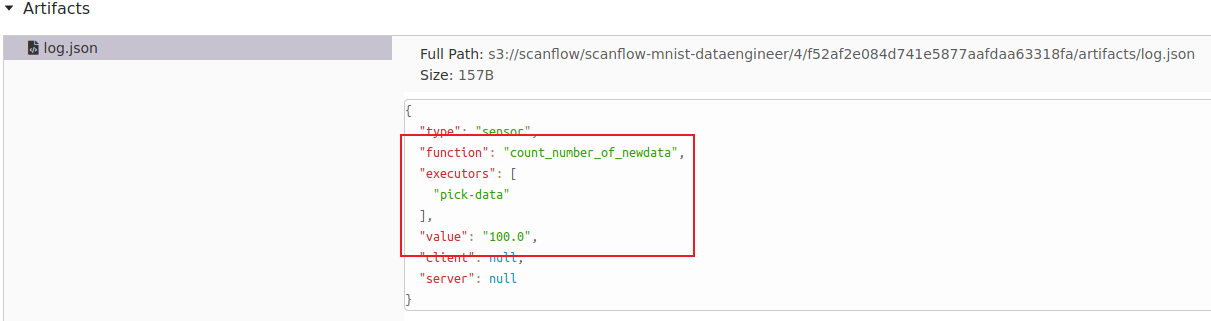 Artifacts
log.json
Full Path: s3://scanflow/scanflow-mnist-dataengineer/4/f52af2e084d741e5877aafdaa63318fa/artifacts/log.json
Size: 157B
{
"type": "sensor",
"function": "count_number_of_newdata",
"executors": [
"pick-data"
],
"value": "100.0",
"client": null,
"server": null
}